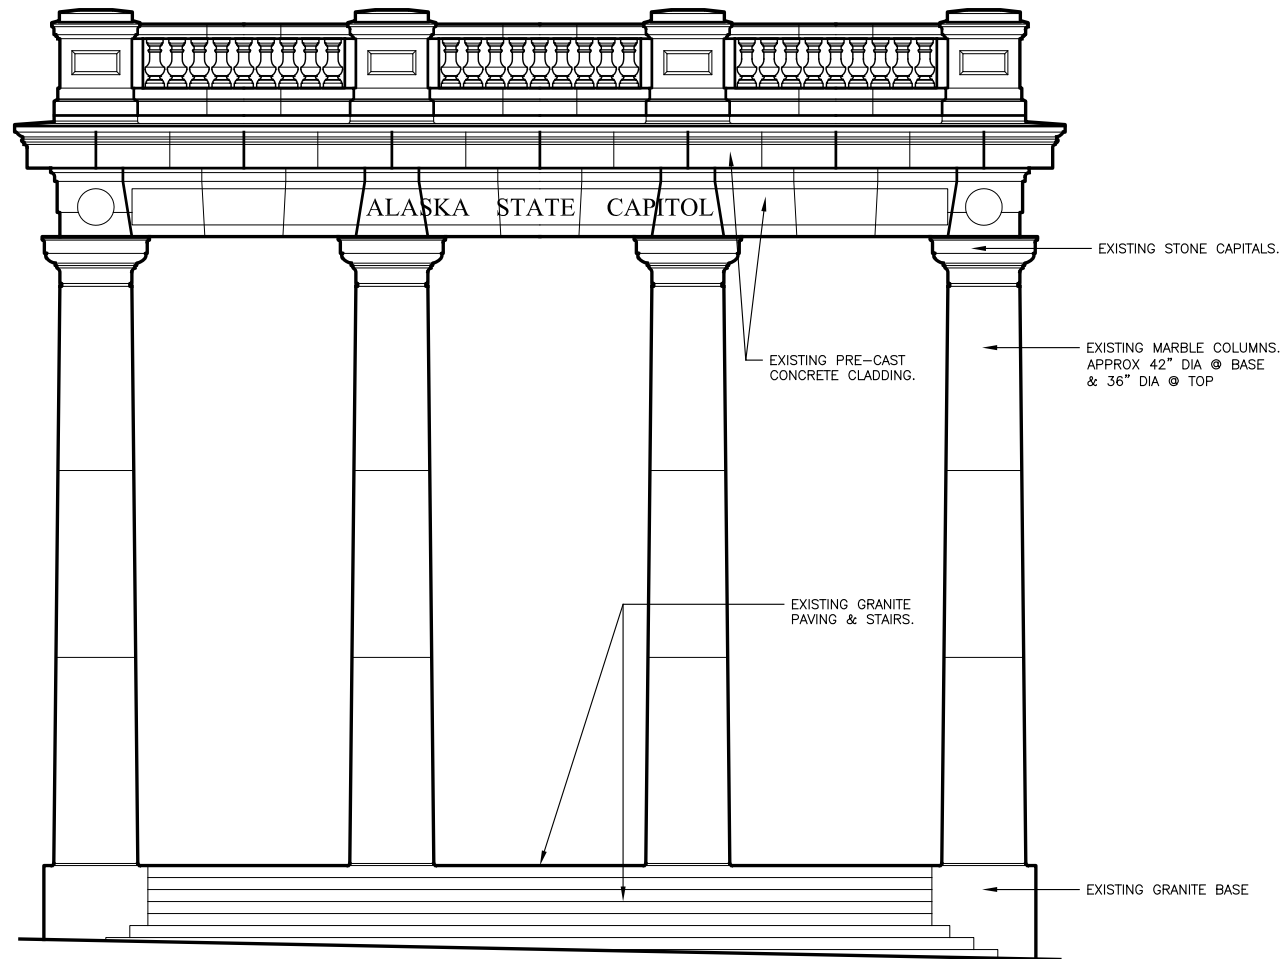 ALASKA STATE CAPITOL
EXISTING STONE CAPITALS.
EXISTING MARBLE COLUMNS.
APPROX 42" DIA @ BASE
& 36" DIA @ TOP
EXISTING PRE-CAST
CONCRETE CLADDING.
EXISTING GRANITE
PAVING & STAIRS.
EXISTING GRANITE BASE